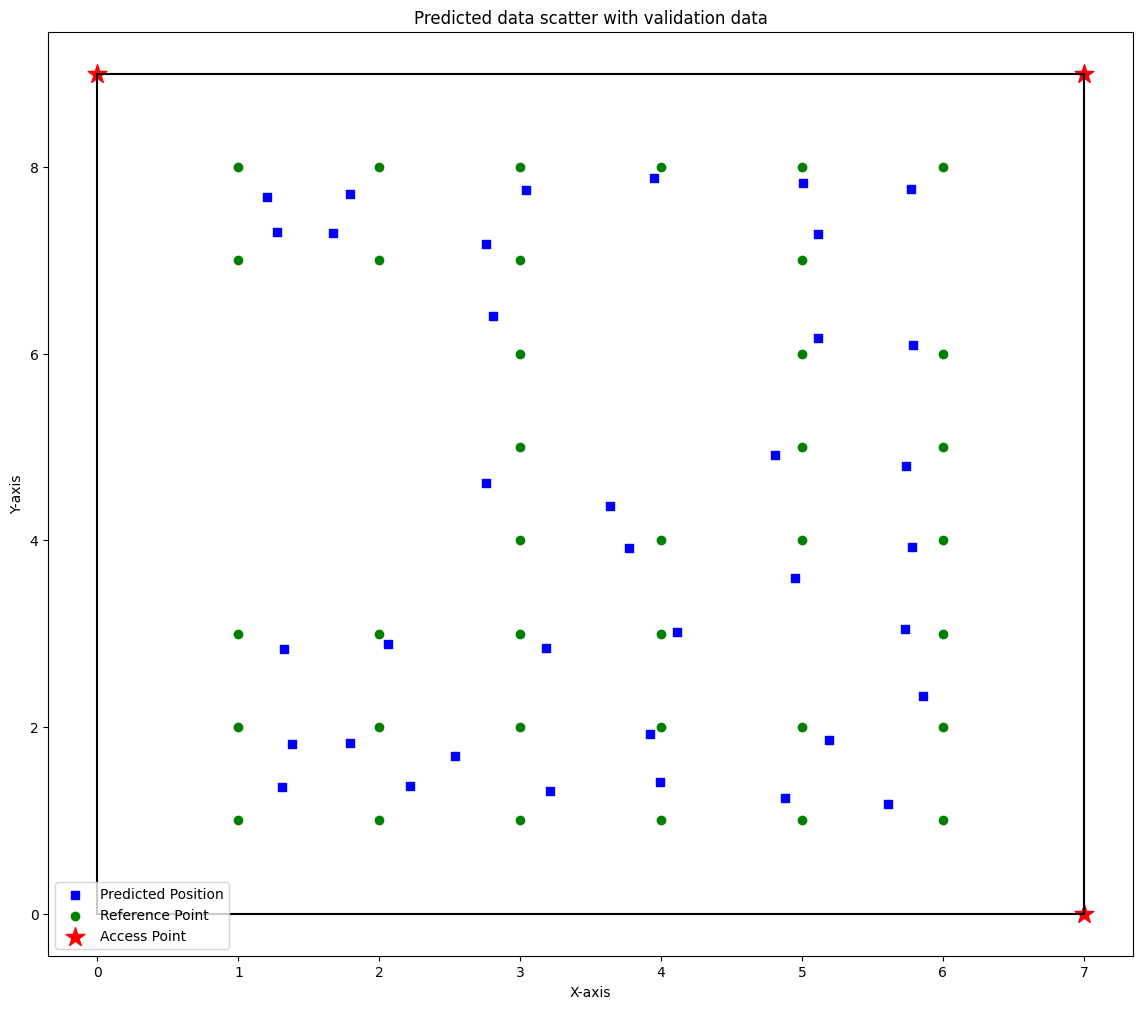 Predicted data scatter with validation data
Y-axis
8
6
4
2
0
Predicted Position
Reference Point
Access Point
0 1 2 3 4 5 6 7
X-axis